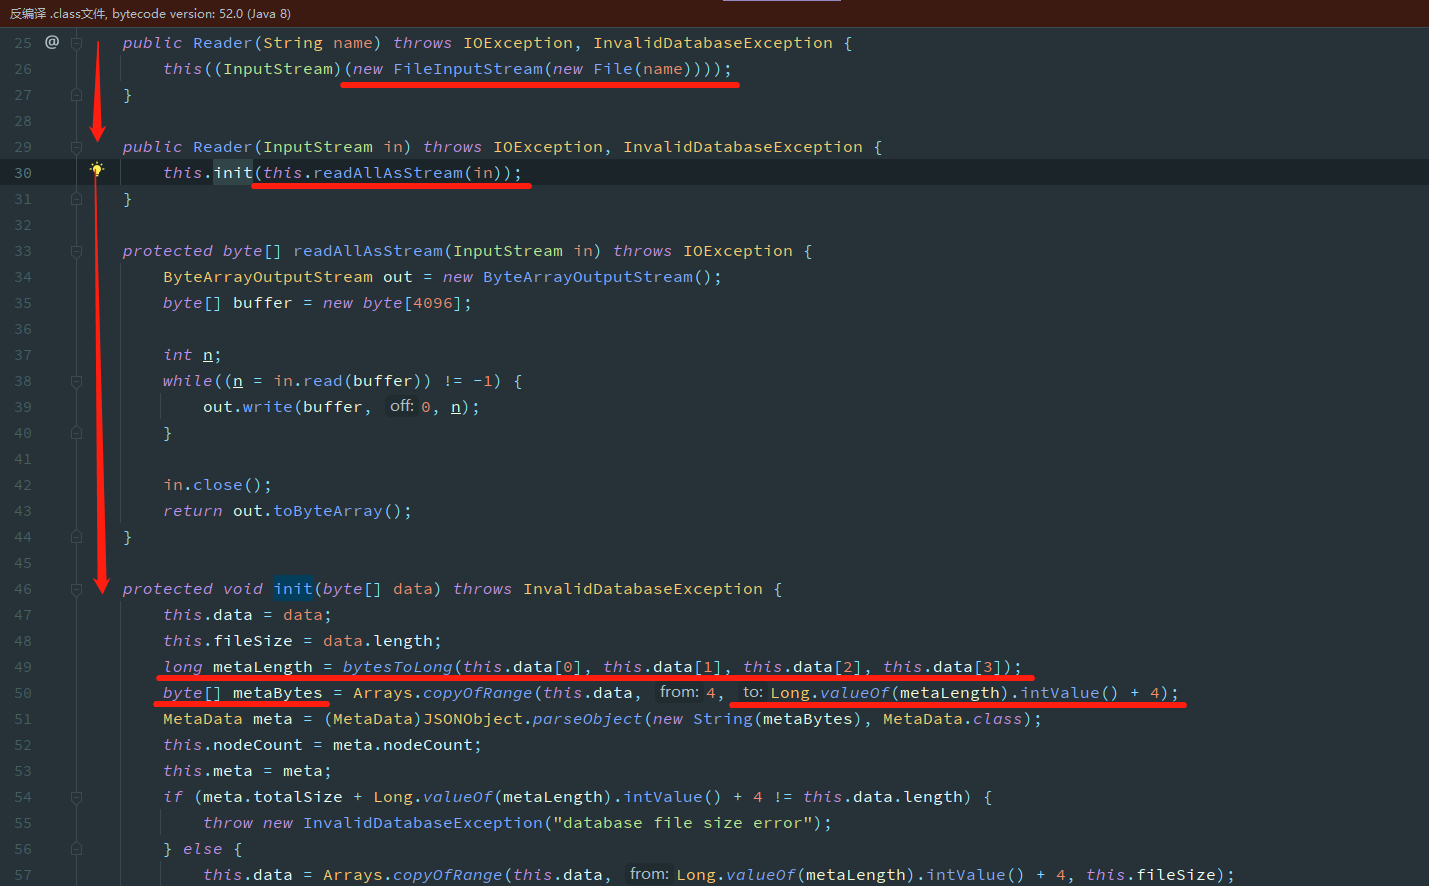 反编译 .class文件, bytecode version: 52.0 (Java 8)
25 @ public Reader(String name) throws IOException, InvalidDatabaseException {
26 this((InputStream)(new FileInputStream(new File(name))));
27 }
28
29 public Reader(InputStream in) throws IOException, InvalidDatabaseException {
30 this.init(this.readAllAsStream(in));
31 }
32
33 protected byte[] readAllAsStream(InputStream in) throws IOException {
34 ByteArrayOutputStream out = new ByteArrayOutputStream();
35 byte[] buffer = new byte[4096];
36
37 int n;
38 while((n = in.read(buffer)) != -1) {
39 out.write(buffer, off: 0, n);
40 }
41
42 in.close();
43 return out.toByteArray();
44 }
45
46 protected void init(byte[] data) throws InvalidDatabaseException {
47 this.data = data;
48 this.fileSize = data.length;
49 long metaLength = bytesToLong(this.data[0], this.data[1], this.data[2], this.data[3]);
50 byte[] metaBytes = Arrays.copyOfRange(this.data, from: 4, to: Long.valueOf(metaLength).intValue() + 4);
51 MetaData meta = (MetaData)JSONObject.parseObject(new String(metaBytes), MetaData.class);
52 this.nodeCount = meta.nodeCount;
53 this.meta = meta;
54 if (meta.totalSize + Long.valueOf(metaLength).intValue() + 4 != this.data.length) {
55 throw new InvalidDatabaseException("database file size error");
56 } else {
57 this.data = Arrays.copyOfRange(this.data, from: Long.valueOf(metaLength).intValue() + 4, this.fileSize);